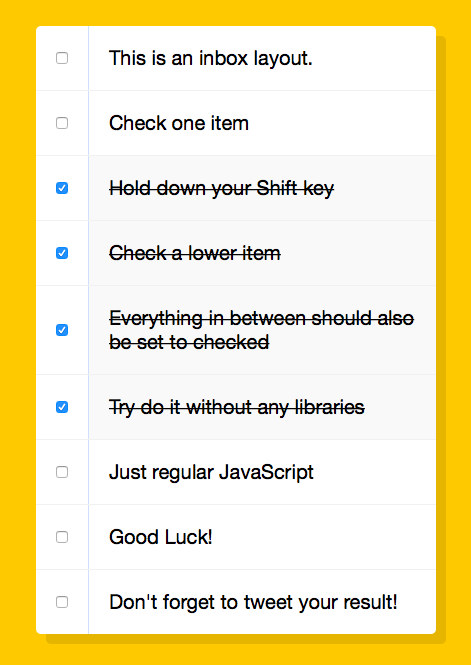 This is an inbox layout.
Check one item
Hold down your Shift key
Check a lower item
Everything in between should also
be set to checked
Try do it without any libraries
Just regular JavaScript
Good Luck!
Don't forget to tweet your result!